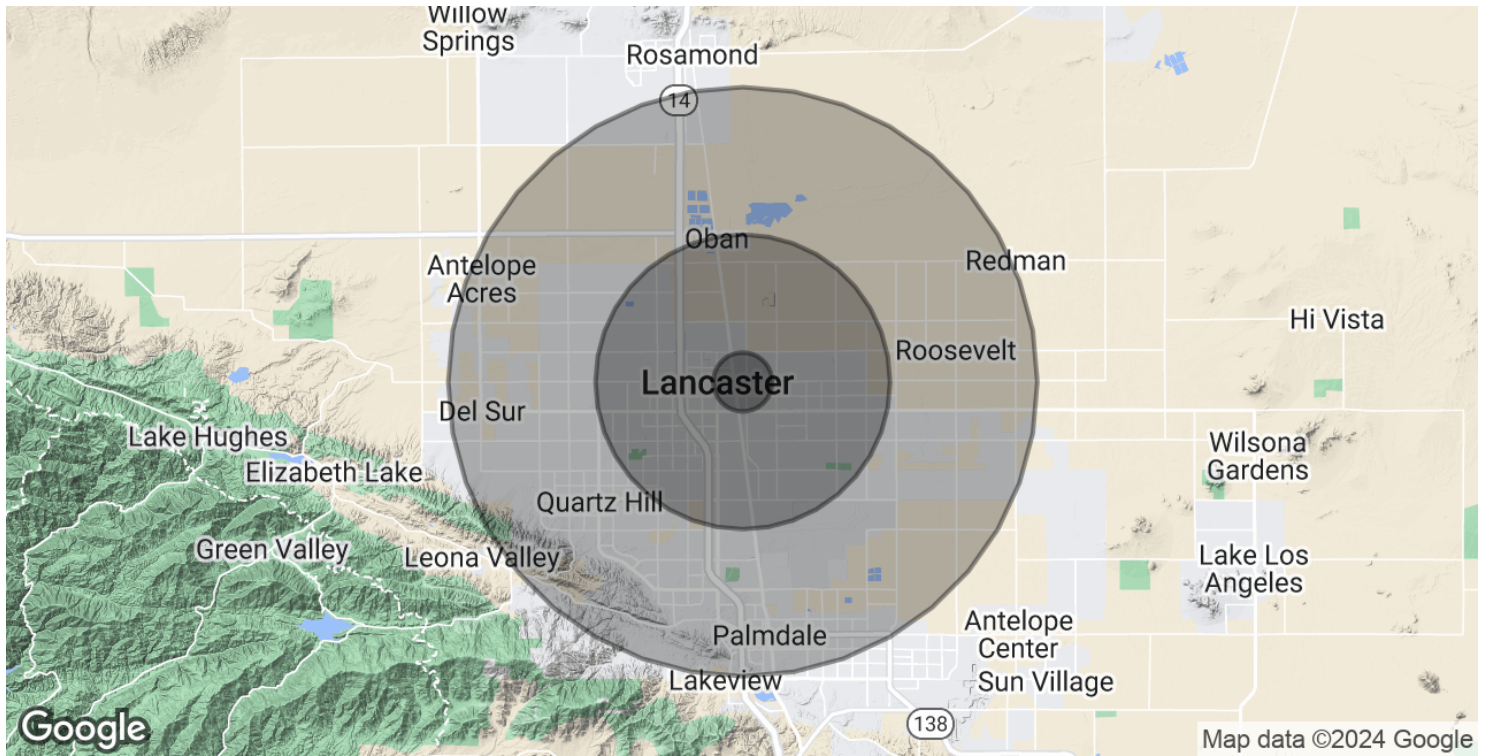 Willow
Springs
Rosamond
14
Oban
Antelope
Acres
Redman
Hi Vista
Roosevelt
Lancaster
Del Sur
Lake Hughes
Elizabeth Lake
Wilsona
Gardens
Quartz Hill
Green Valley
Leona Valley
Lake Los
Angeles
Palmdale
Antelope
Center
Lakeview
Sun Village
138
Google
Map data ©2024 Google